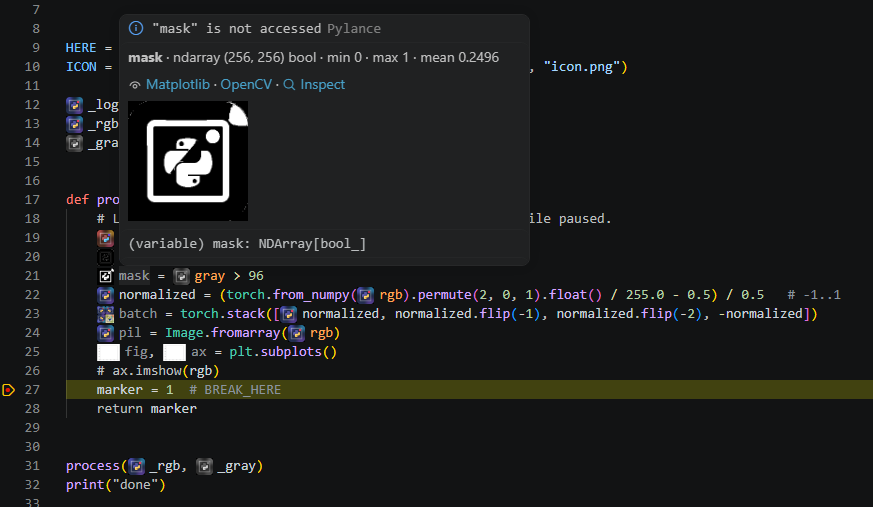 7
8
"mask" is not accessed Pylance
9 HERE =
mask · ndarray (256, 256) bool · min 0 · max 1 · mean 0.2496
10 ICON = , "icon.png")
11
Matplotlib · OpenCV · Inspect
12 _log
13 _rgb
14 _gra
15
16
17 def pro
18 # L ile paused.
19
(variable) mask: NDArray[bool_]
20
21 mask = gray > 96
22 normalized = (torch.from_numpy( rgb).permute(2, 0, 1).float() / 255.0 - 0.5) / 0.5 # -1..1
23 batch = torch.stack([ normalized, normalized.flip(-1), normalized.flip(-2), -normalized])
24 pil = Image.fromarray( rgb)
25 fig, ax = plt.subplots()
26 # ax.imshow(rgb)
27 marker = 1 # BREAK_HERE
28 return marker
29
30
31 process( _rgb, _gray)
32 print("done")
33